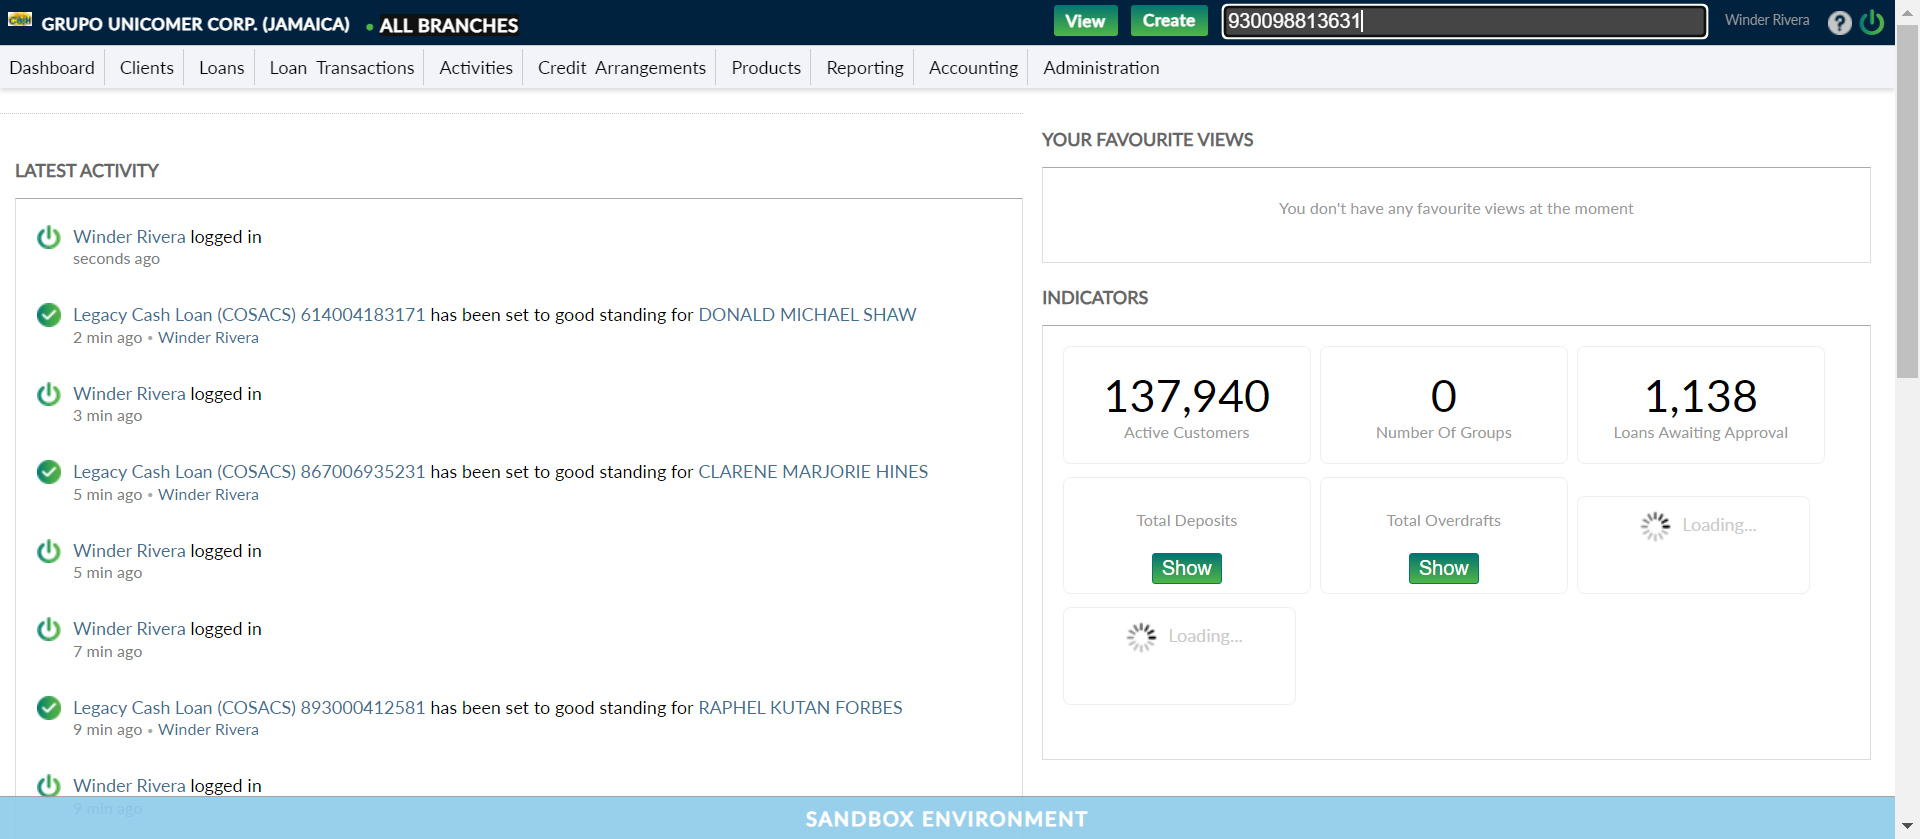 GRUPO UNICOMER CORP. (JAMAICA) • ALL BRANCHES
View Create 930098813631 Winder Rivera ?
Dashboard Clients Loans Loan Transactions Activities Credit Arrangements Products Reporting Accounting Administration
LATEST ACTIVITY
Winder Rivera logged in
seconds ago
Legacy Cash Loan (COSACS) 614004183171 has been set to good standing for DONALD MICHAEL SHAW
2 min ago • Winder Rivera
Winder Rivera logged in
3 min ago
Legacy Cash Loan (COSACS) 867006935231 has been set to good standing for CLARENE MARJORIE HINES
5 min ago • Winder Rivera
Winder Rivera logged in
5 min ago
Winder Rivera logged in
7 min ago
Legacy Cash Loan (COSACS) 893000412581 has been set to good standing for RAPHEL KUTAN FORBES
9 min ago • Winder Rivera
Winder Rivera logged in
9 min ago
YOUR FAVOURITE VIEWS
You don't have any favourite views at the moment
INDICATORS
137,940
Active Customers
0
Number Of Groups
1,138
Loans Awaiting Approval
Total Deposits
Show
Total Overdrafts
Show
Loading...
Loading...
SANDBOX ENVIRONMENT